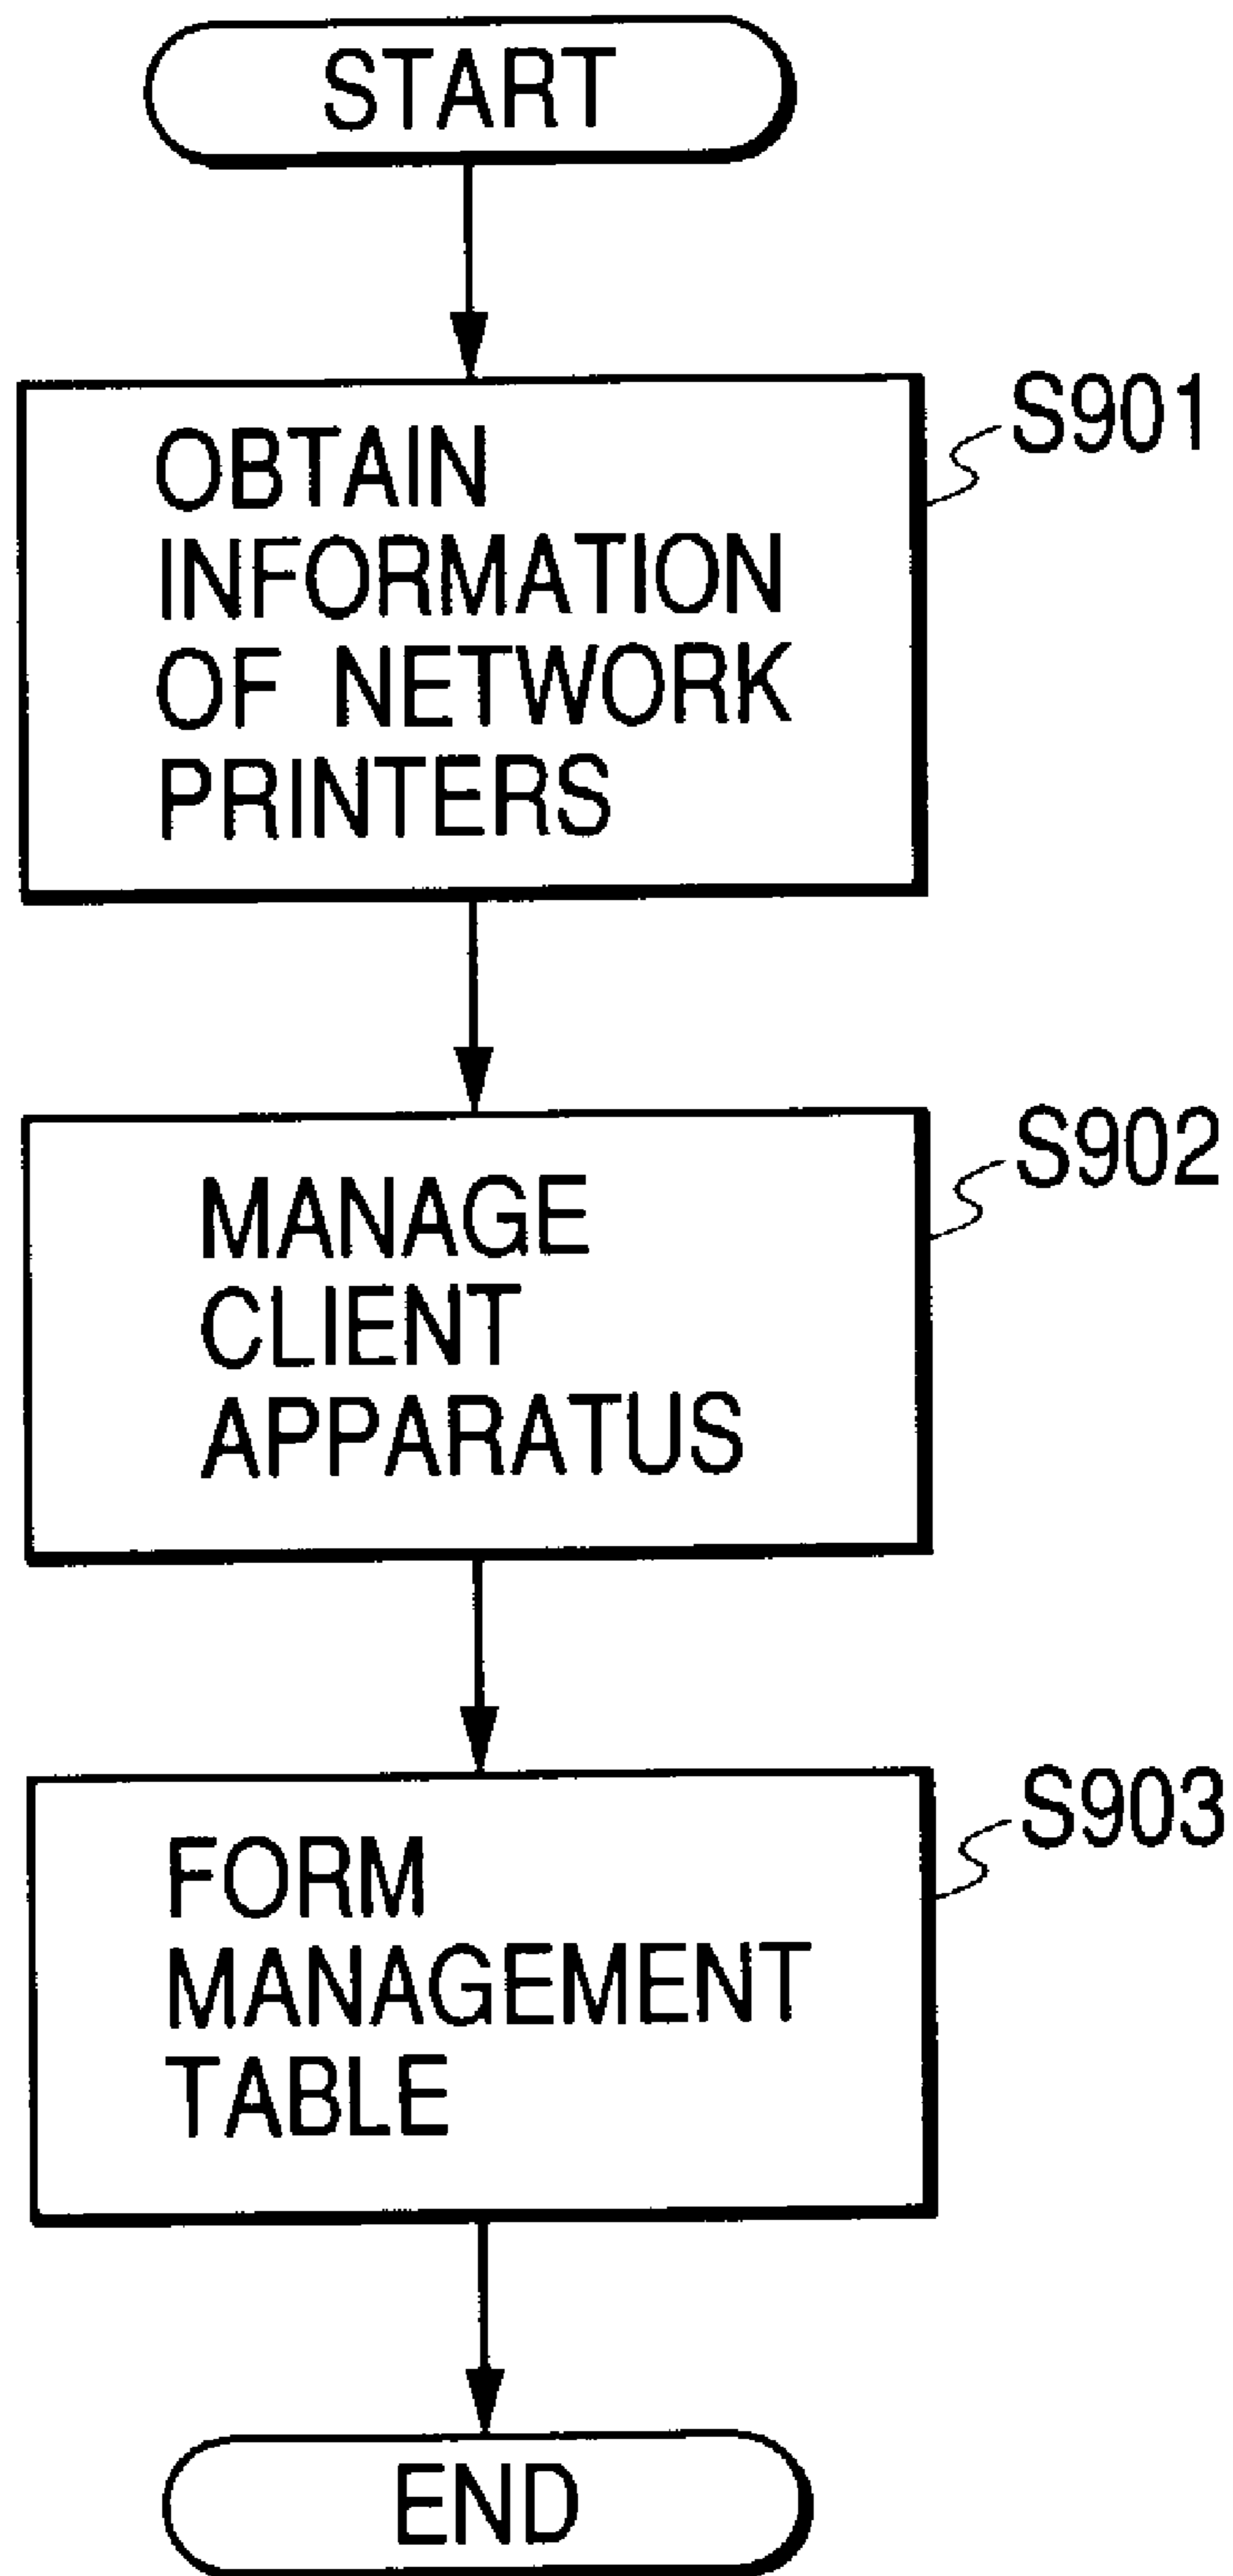 START
OBTAIN
INFORMATION
OF NETWORK
PRINTERS
S901
MANAGE
CLIENT
APPARATUS
S902
FORM
MANAGEMENT
TABLE
S903
END